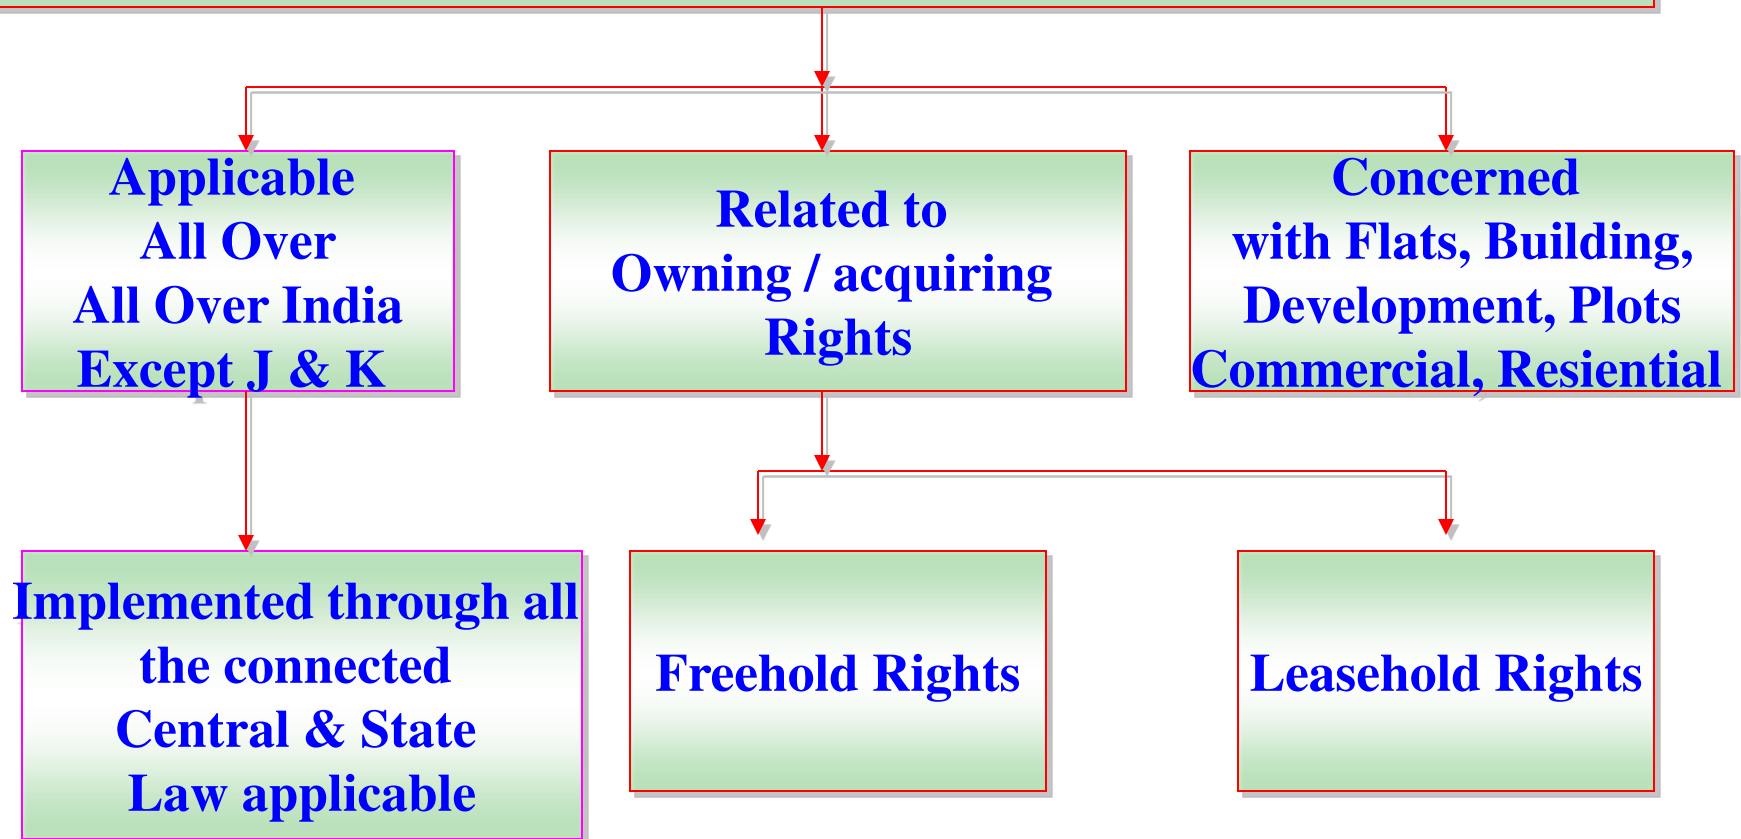 Applicable
All Over
All Over India
Except J & K
Related to
Owning / acquiring
Rights
Concerned
with Flats, Building,
Development, Plots
Commercial, Resiential
Implemented through all
the connected
Central & State
Law applicable
Freehold Rights
Leasehold Rights